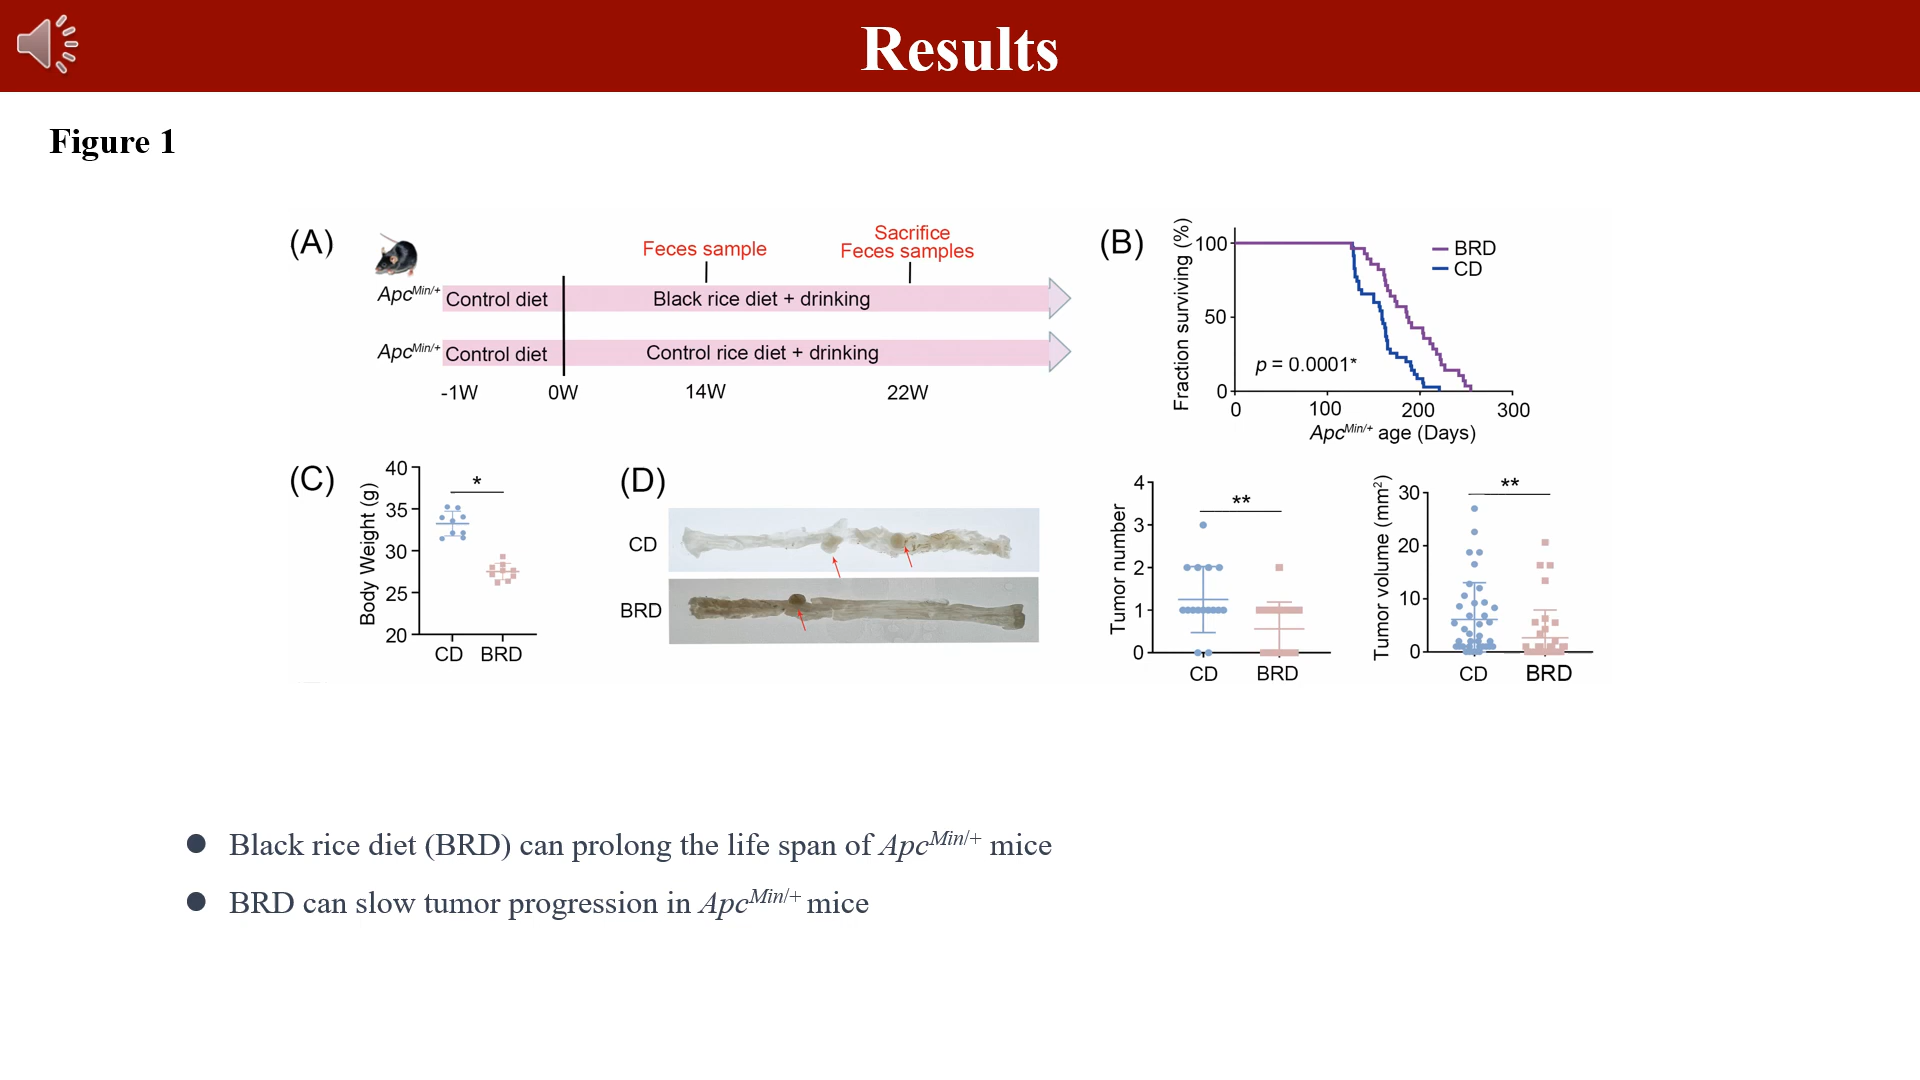 Results
Figure 1
(A)
Feces sample
Sacrifice
Feces samples
Apc^Min/+ Control diet
Black rice diet + drinking
Apc^Min/+ Control diet
Control rice diet + drinking
-1W 0W 14W 22W
(B)
Fraction surviving (%)
100
50
0
BRD
CD
p = 0.0001*
0 100 200 300
Apc^Min/+ age (Days)
(C)
Body Weight (g)
40
35
30
25
20
*
CD BRD
(D)
CD
BRD
Tumor number
4
3
2
1
0
**
CD BRD
Tumor volume (mm²)
30
20
10
0
**
CD BRD
● Black rice diet (BRD) can prolong the life span of Apc^Min/+ mice
● BRD can slow tumor progression in Apc^Min/+ mice